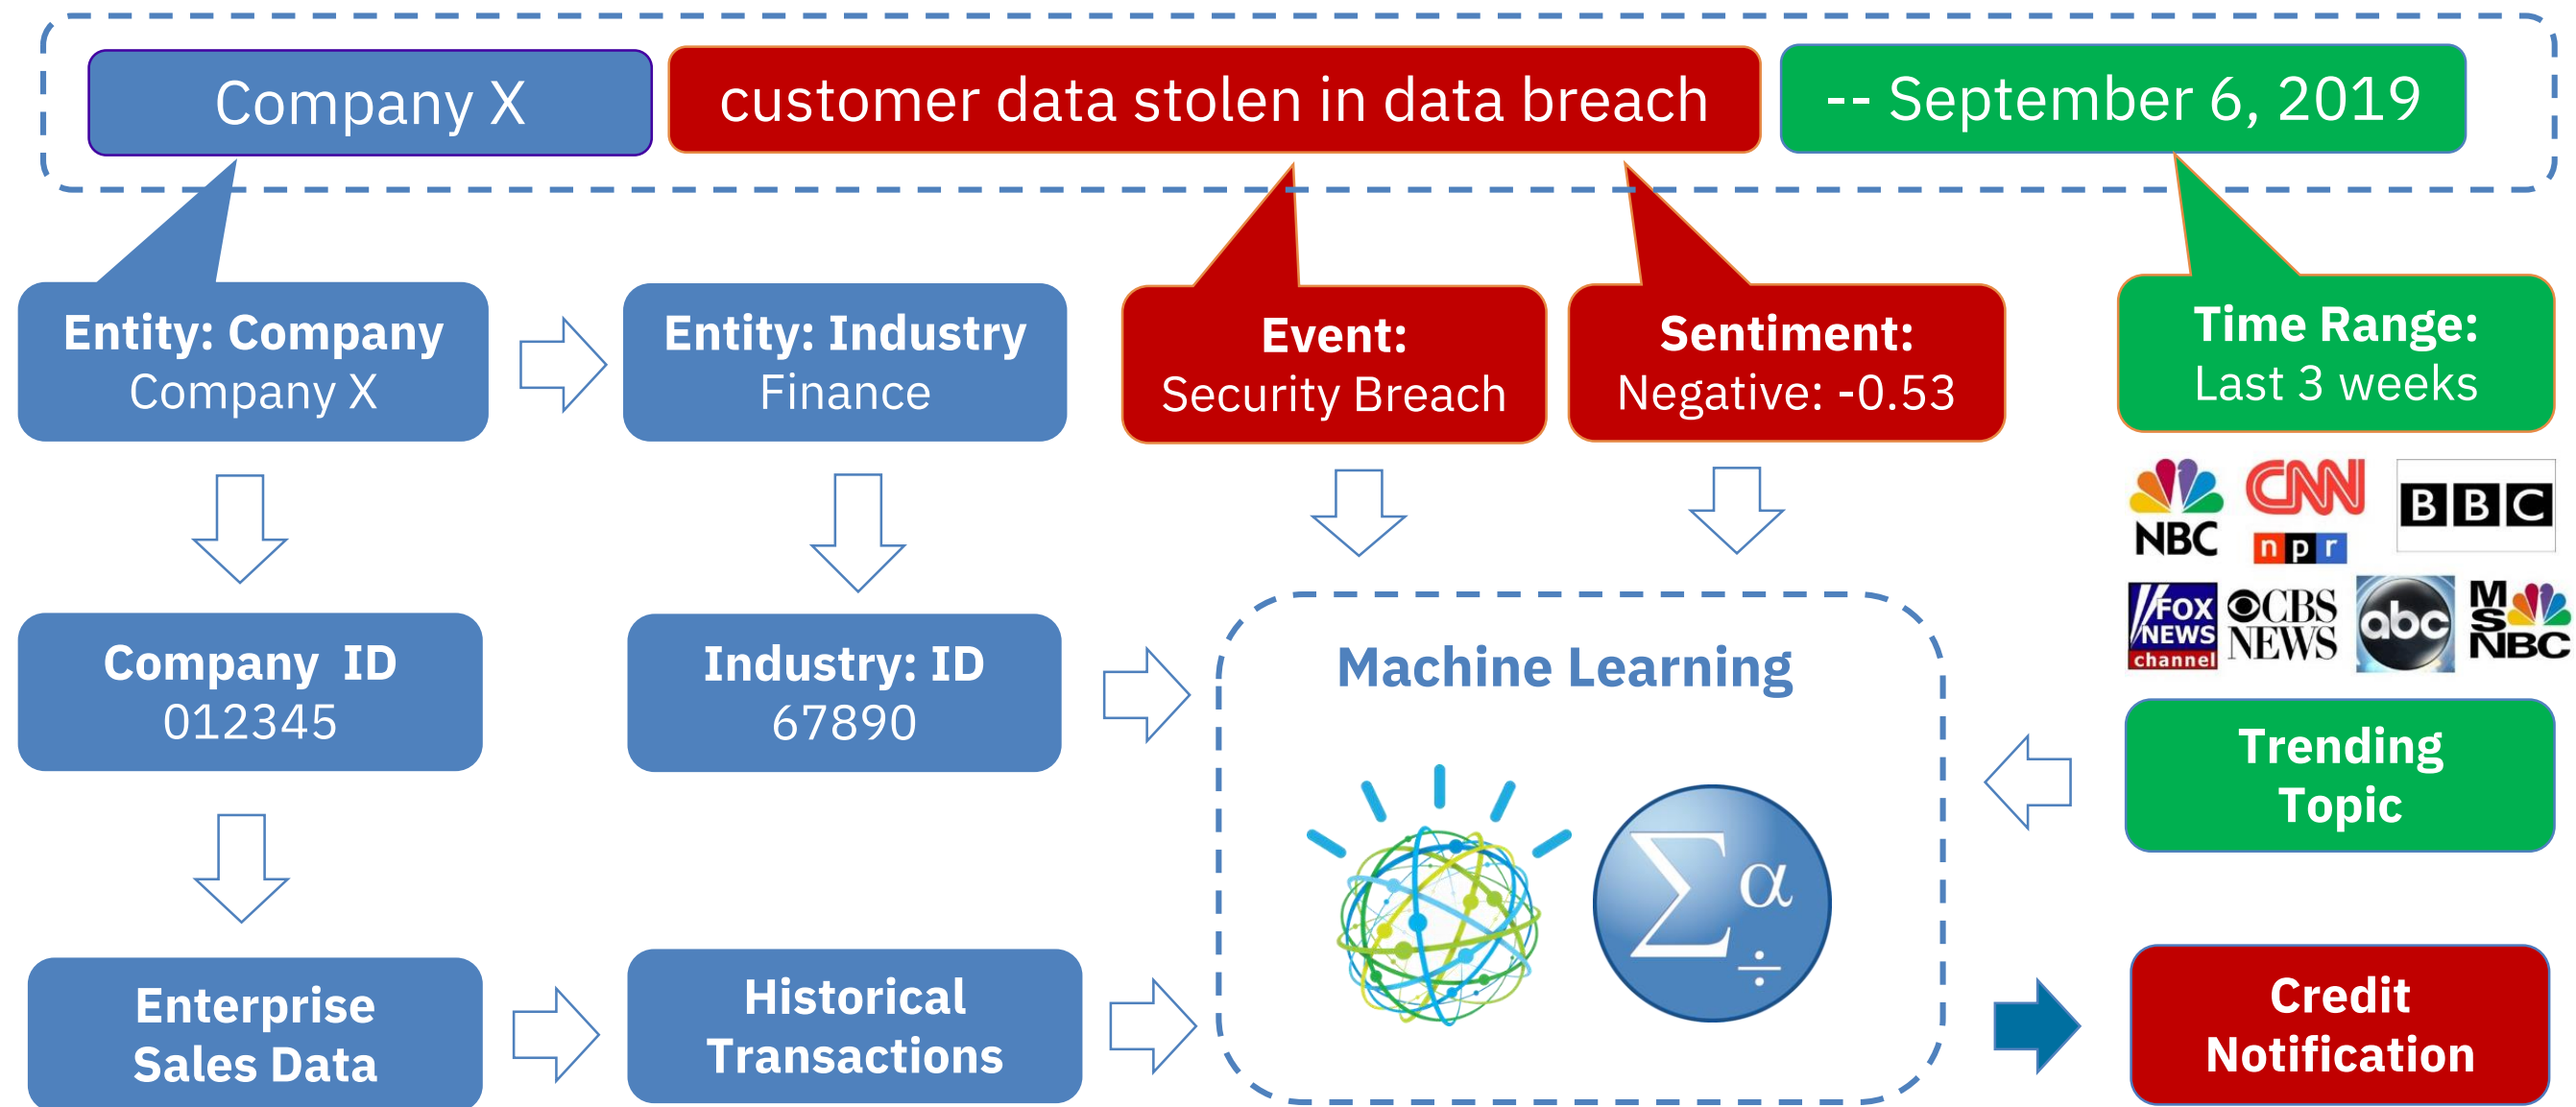 Company X
customer data stolen in data breach
-- September 6, 2019
Entity: Company
Company X
Entity: Industry
Finance
Event:
Security Breach
Sentiment:
Negative: -0.53
Time Range:
Last 3 weeks
NBC
CNN
npr
BBC
FOX
NEWS
channel
CBS
NEWS
abc
MSNBC
Company  ID
012345
Industry: ID
67890
Machine Learning
Σ α
÷
Trending
Topic
Enterprise
Sales Data
Historical
Transactions
Credit
Notification